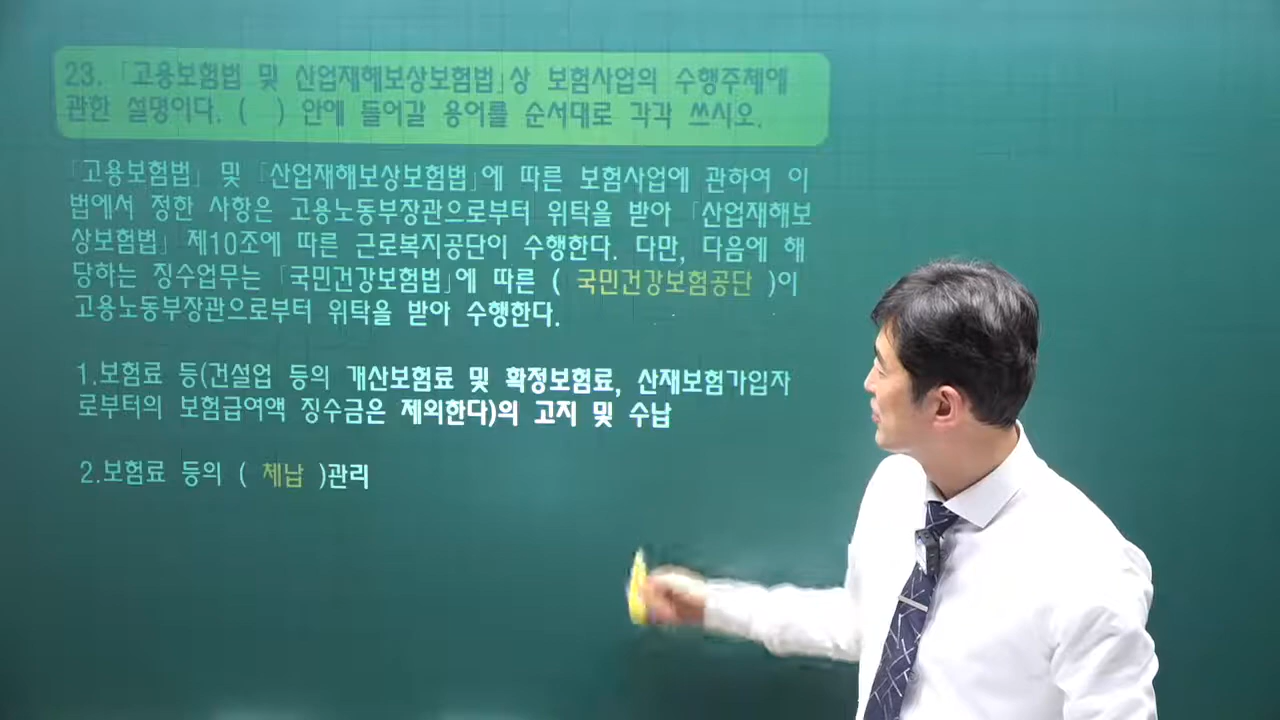 23. 「고용보험법 및 산업재해보상보험법」상 보험사업의 수행주체에
관한 설명이다. (  ) 안에 들어갈 용어를 순서대로 각각 쓰시오.
「고용보험법」 및 「산업재해보상보험법」에 따른 보험사업에 관하여 이
법에서 정한 사항은 고용노동부장관으로부터 위탁을 받아 「산업재해보
상보험법」 제10조에 따른 근로복지공단이 수행한다. 다만, 다음에 해
당하는 징수업무는 「국민건강보험법」에 따른 ( 국민건강보험공단 )이
고용노동부장관으로부터 위탁을 받아 수행한다.
1.보험료 등(건설업 등의 개산보험료 및 확정보험료, 산재보험가입자
로부터의 보험급여액 징수금은 제외한다)의 고지 및 수납
2.보험료 등의 ( 체납 )관리